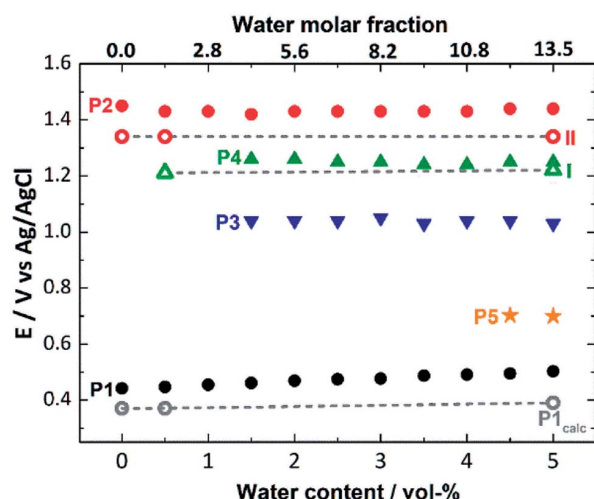 Water molar fraction
0.0 2.8 5.6 8.2 10.8 13.5
1.6
P2
1.4
II
P4
1.2
I
P3
1.0
0.8
P5
0.6
P1
0.4
P1calc
0 1 2 3 4 5
Water content / vol-%
E / V vs Ag/AgCl